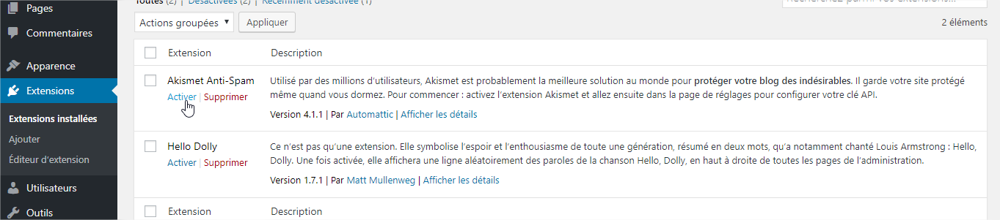 Pages
Commentaires
Apparence
Extensions
Extensions installées
Ajouter
Éditeur d'extension
Utilisateurs
Outils
Toutes (2) | Désactivées (2) | Récemment désactivé (1)
Recherchez parmi vos extensions...
Actions groupées Appliquer 2 éléments
Extension Description
Akismet Anti-Spam
Activer | Supprimer
Utilisé par des millions d’utilisateurs, Akismet est probablement la meilleure solution au monde pour protéger votre blog des indésirables. Il garde votre site protégé
même quand vous dormez. Pour commencer : activez l’extension Akismet et allez ensuite dans la page de réglages pour configurer votre clé API.
Version 4.1.1 | Par Automattic | Afficher les détails
Hello Dolly
Activer | Supprimer
Ce n’est pas qu’une extension. Elle symbolise l’espoir et l’enthousiasme de toute une génération, résumé en deux mots, qu’a notamment chanté Louis Armstrong : Hello,
Dolly. Une fois activée, elle affichera une ligne aléatoirement des paroles de la chanson Hello, Dolly, en haut à droite de toutes les pages de l’administration.
Version 1.7.1 | Par Matt Mullenweg | Afficher les détails
Extension Description